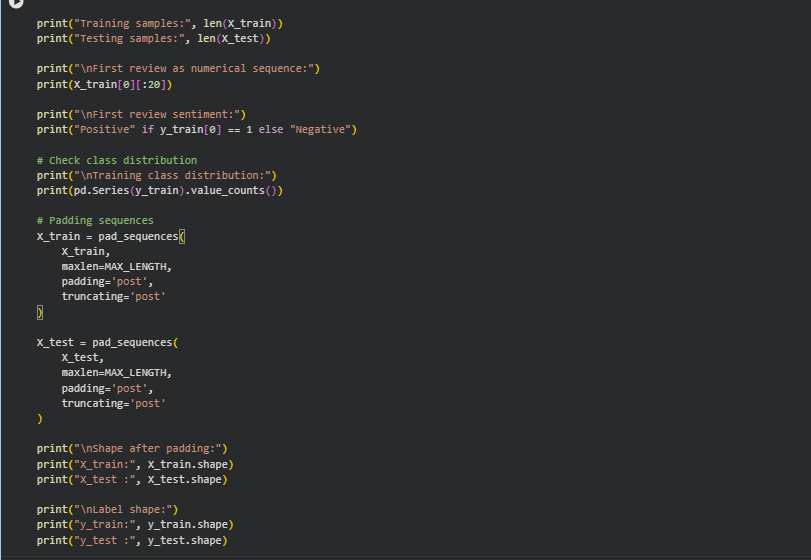 print("Training samples:", len(X_train))
print("Testing samples:", len(X_test))

print("\nFirst review as numerical sequence:")
print(X_train[0][:20])

print("\nFirst review sentiment:")
print("Positive" if y_train[0] == 1 else "Negative")

# Check class distribution
print("\nTraining class distribution:")
print(pd.Series(y_train).value_counts())

# Padding sequences
X_train = pad_sequences(
    X_train,
    maxlen=MAX_LENGTH,
    padding='post',
    truncating='post'
)

X_test = pad_sequences(
    X_test,
    maxlen=MAX_LENGTH,
    padding='post',
    truncating='post'
)

print("\nShape after padding:")
print("X_train:", X_train.shape)
print("X_test :", X_test.shape)

print("\nLabel shape:")
print("y_train:", y_train.shape)
print("y_test :", y_test.shape)